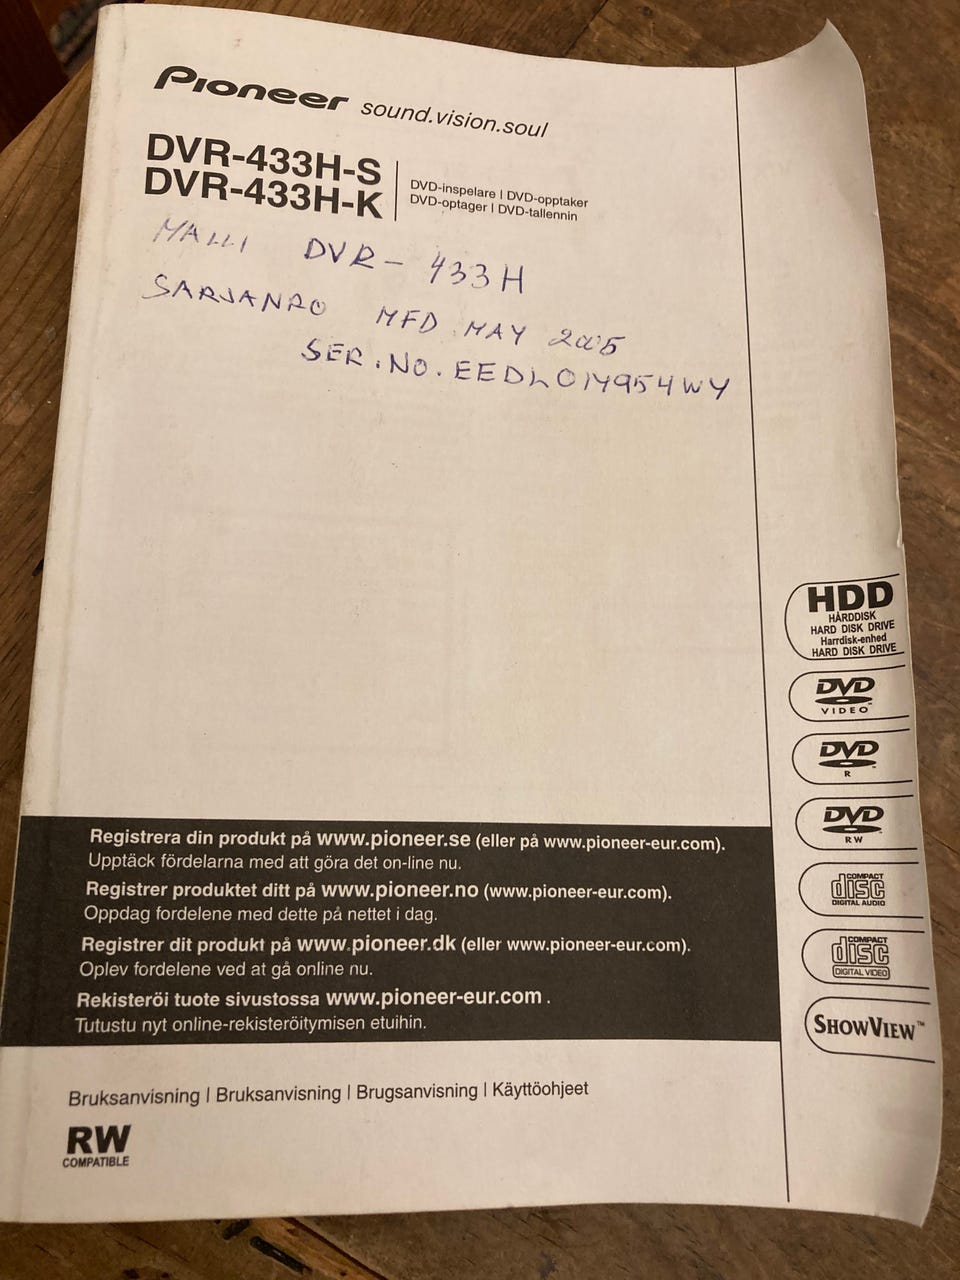 Pioneer sound.vision.soul
DVR-433H-S
DVR-433H-K
DVD-inspelare | DVD-opptaker
DVD-optager | DVD-tallennin
MALLI DVR- 433H
SARJANRO MFD. MAY 2005
SER.NO.
HDD
HÅRDDISK
HARD DISK DRIVE
Harrdisk-enhed
HARD DISK DRIVE
DVD
VIDEO™
DVD
R
DVD
RW
COMPACT
disc
DIGITAL AUDIO
COMPACT
disc
DIGITAL VIDEO
SHOWVIEW™
Registrera din produkt på www.pioneer.se (eller på www.pioneer-eur.com).
Upptäck fördelarna med att göra det on-line nu.
Registrer produktet ditt på www.pioneer.no (www.pioneer-eur.com).
Oppdag fordelene med dette på nettet i dag.
Registrer dit produkt på www.pioneer.dk (eller www.pioneer-eur.com).
Oplev fordelene ved at gå online nu.
Rekisteröi tuote sivustossa www.pioneer-eur.com .
Tutustu nyt online-rekisteröitymisen etuihin.
Bruksanvisning | Bruksanvisning | Brugsanvisning | Käyttöohjeet
RW
COMPATIBLE